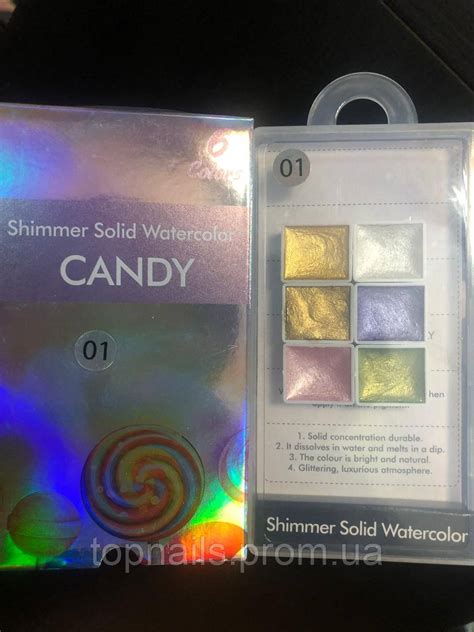 6
Colors
Shimmer Solid Watercolor
CANDY
01
01
1. Solid concentration durable.
2. It dissolves in water and melts in a dip.
3. The colour is bright and natural.
4. Glittering, luxurious atmosphere.
Shimmer Solid Watercolor
topnails.prom.ua